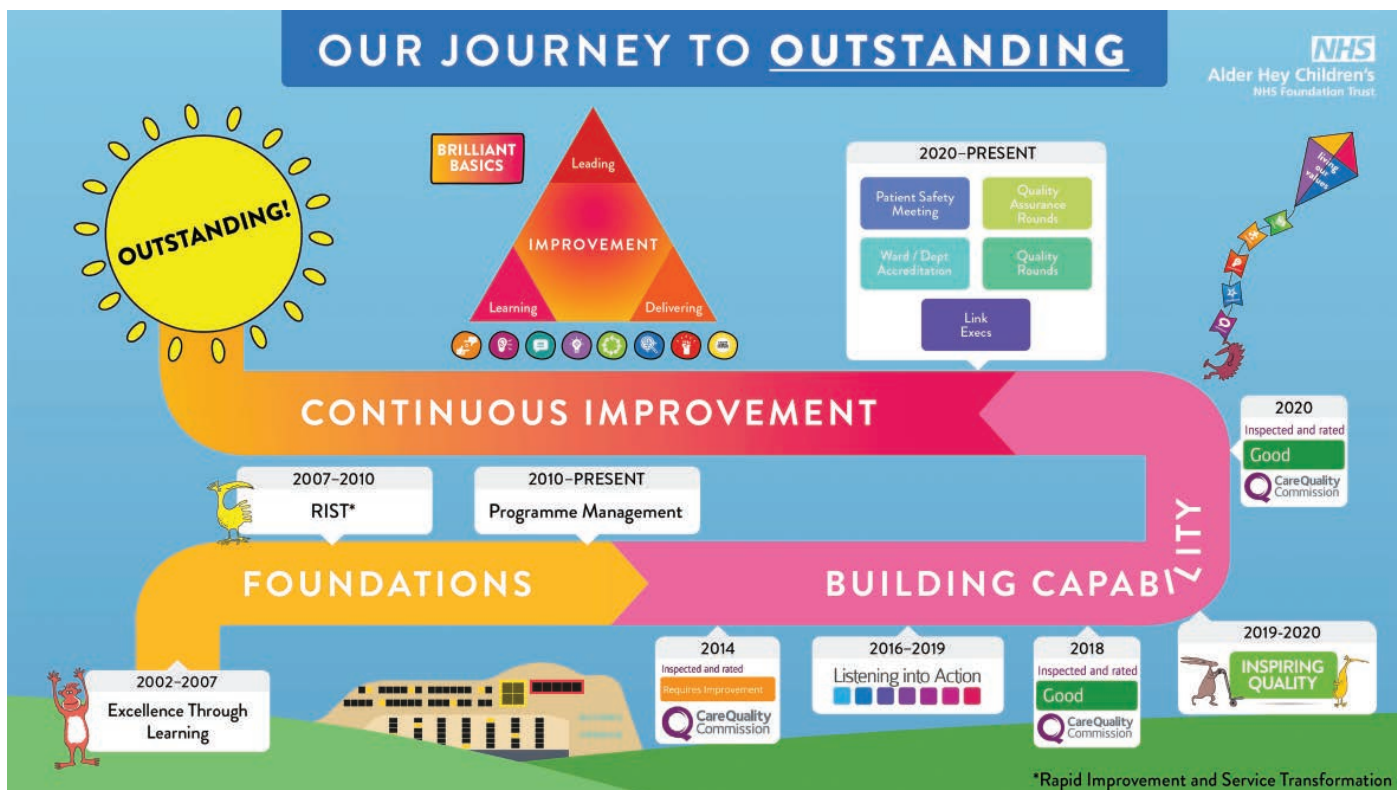 OUR JOURNEY TO OUTSTANDING
NHS
Alder Hey Children's
NHS Foundation Trust
OUTSTANDING!
BRILLIANT
BASICS
Leading
IMPROVEMENT
Learning
Delivering
2020–PRESENT
Patient Safety
Meeting
Quality
Assurance
Rounds
Ward / Dept
Accreditation
Quality
Rounds
Link
Execs
living
our
values
CONTINUOUS IMPROVEMENT
2020
Inspected and rated
Good
CareQuality
Commission
2007–2010
RIST*
2010–PRESENT
Programme Management
FOUNDATIONS
BUILDING CAPABILITY
2002–2007
Excellence Through
Learning
2014
Inspected and rated
Requires Improvement
CareQuality
Commission
2016–2019
Listening into Action
2018
Inspected and rated
Good
CareQuality
Commission
2019-2020
INSPIRING
QUALITY
*Rapid Improvement and Service Transformation